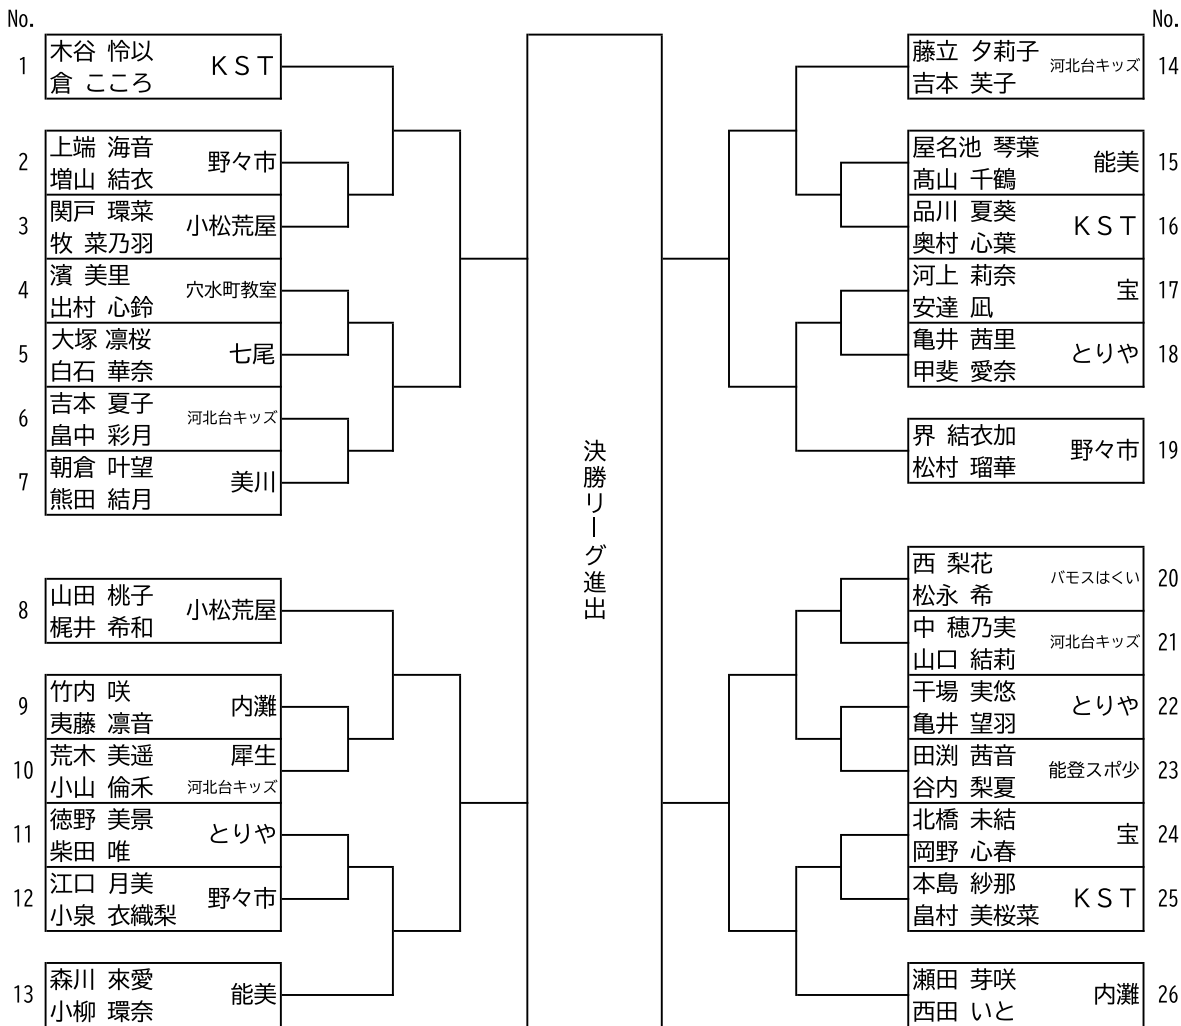 No.
1 木谷 怜以 KST
倉 こころ
2 上端 海音 野々市
増山 結衣
3 関戸 環菜 小松荒屋
牧 菜乃羽
4 濱 美里 穴水町教室
出村 心鈴
5 大塚 凛桜 七尾
白石 華奈
6 吉本 夏子 河北台キッズ
畠中 彩月
7 朝倉 叶望 美川
熊田 結月
8 山田 桃子 小松荒屋
梶井 希和
9 竹内 咲 内灘
夷藤 凛音
10 荒木 美遥 犀生
小山 倫禾 河北台キッズ
11 徳野 美景 とりや
柴田 唯
12 江口 月美 野々市
小泉 衣織梨
13 森川 來愛 能美
小柳 環奈
決勝リーグ進出
No.
藤立 夕莉子 河北台キッズ 14
吉本 芙子
屋名池 琴葉 能美 15
髙山 千鶴
品川 夏葵 KST 16
奥村 心葉
河上 莉奈 宝 17
安達 凪
亀井 茜里 とりや 18
甲斐 愛奈
界 結衣加 野々市 19
松村 瑠華
西 梨花 バモスはくい 20
松永 希
中 穂乃実 河北台キッズ 21
山口 結莉
干場 実悠 とりや 22
亀井 望羽
田渕 茜音 能登スポ少 23
谷内 梨夏
北橋 未結 宝 24
岡野 心春
本島 紗那 KST 25
畠村 美桜菜
瀬田 芽咲 内灘 26
西田 いと